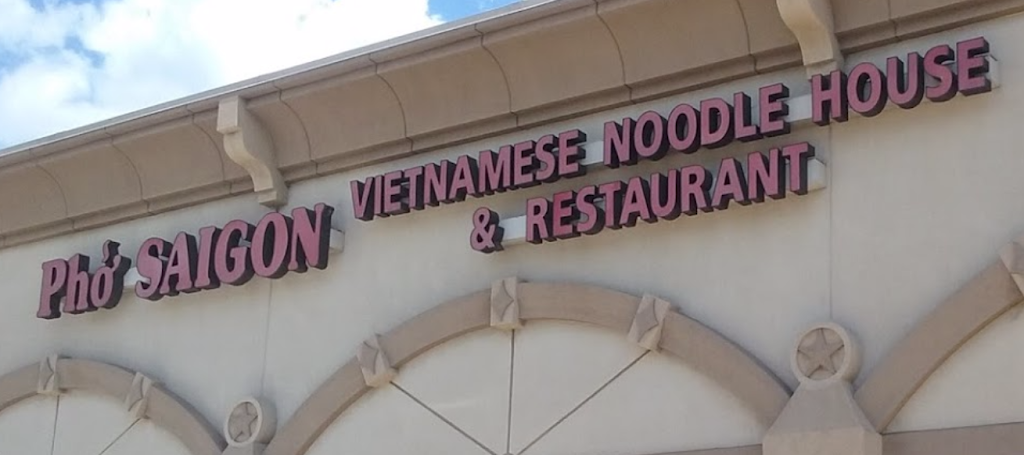 Phở SAIGON
VIETNAMESE NOODLE HOUSE
& RESTAURANT